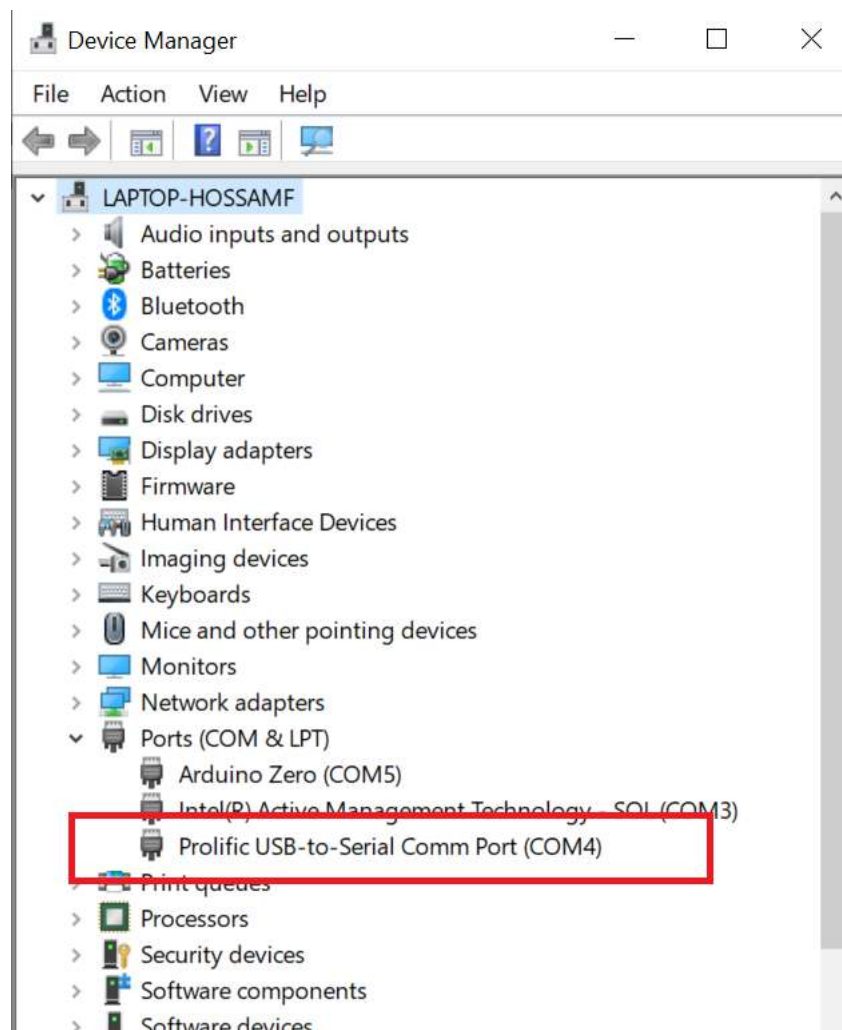 Device Manager
File Action View Help
LAPTOP-HOSSAMF
Audio inputs and outputs
Batteries
Bluetooth
Cameras
Computer
Disk drives
Display adapters
Firmware
Human Interface Devices
Imaging devices
Keyboards
Mice and other pointing devices
Monitors
Network adapters
Ports (COM & LPT)
Arduino Zero (COM5)
Intel(R) Active Management Technology - SOL (COM3)
Prolific USB-to-Serial Comm Port (COM4)
Print queues
Processors
Security devices
Software components
Software devices